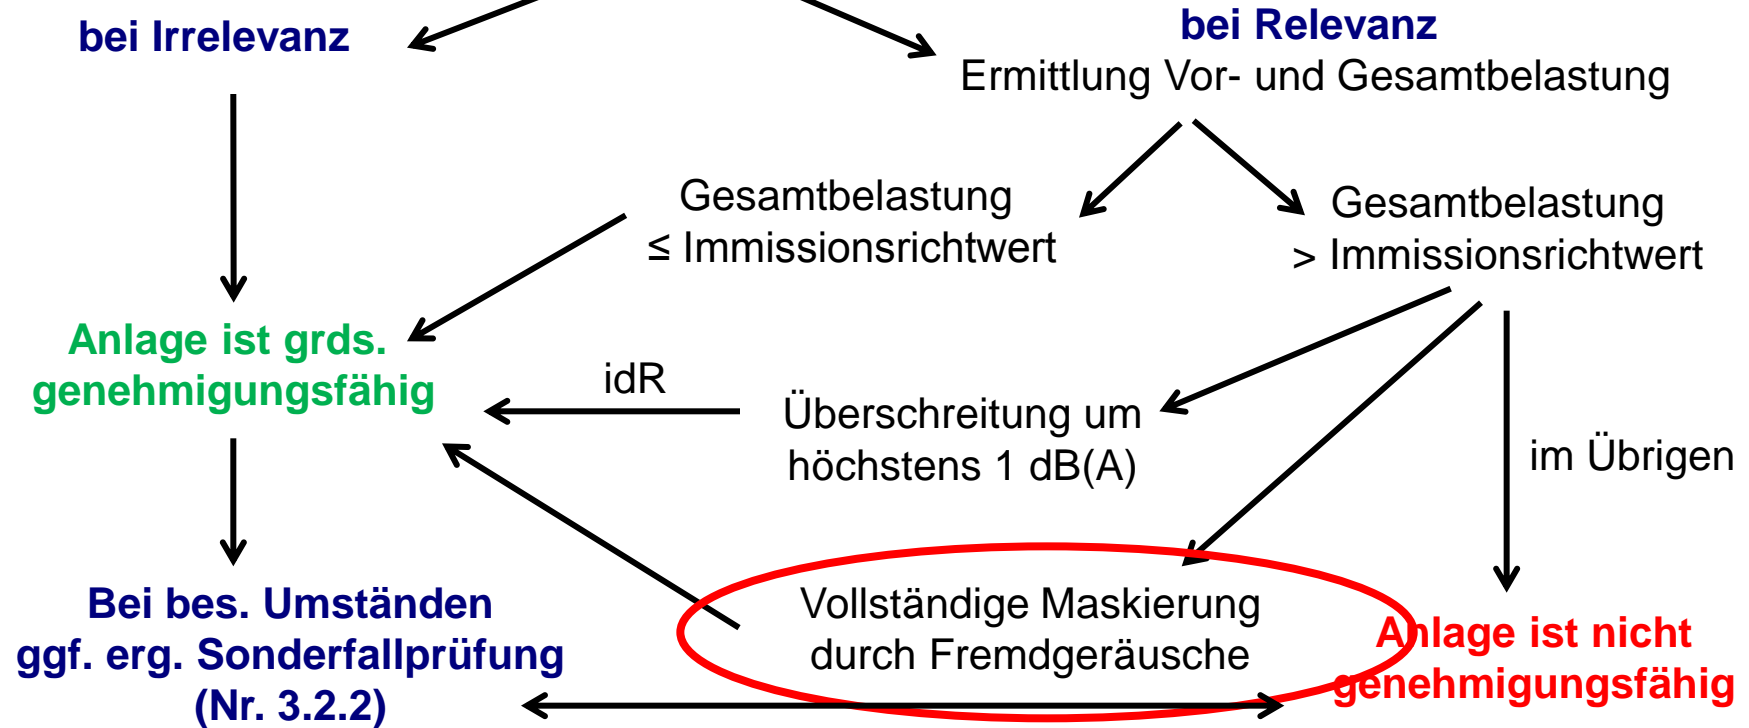 bei Irrelevanz
bei Relevanz
Ermittlung Vor- und Gesamtbelastung
Gesamtbelastung
≤ Immissionsrichtwert
Gesamtbelastung
> Immissionsrichtwert
Anlage ist grds.
genehmigungsfähig
idR
Überschreitung um
höchstens 1 dB(A)
im Übrigen
Bei bes. Umständen
ggf. erg. Sonderfallprüfung
(Nr. 3.2.2)
Vollständige Maskierung
durch Fremdgeräusche
Anlage ist nicht
genehmigungsfähig